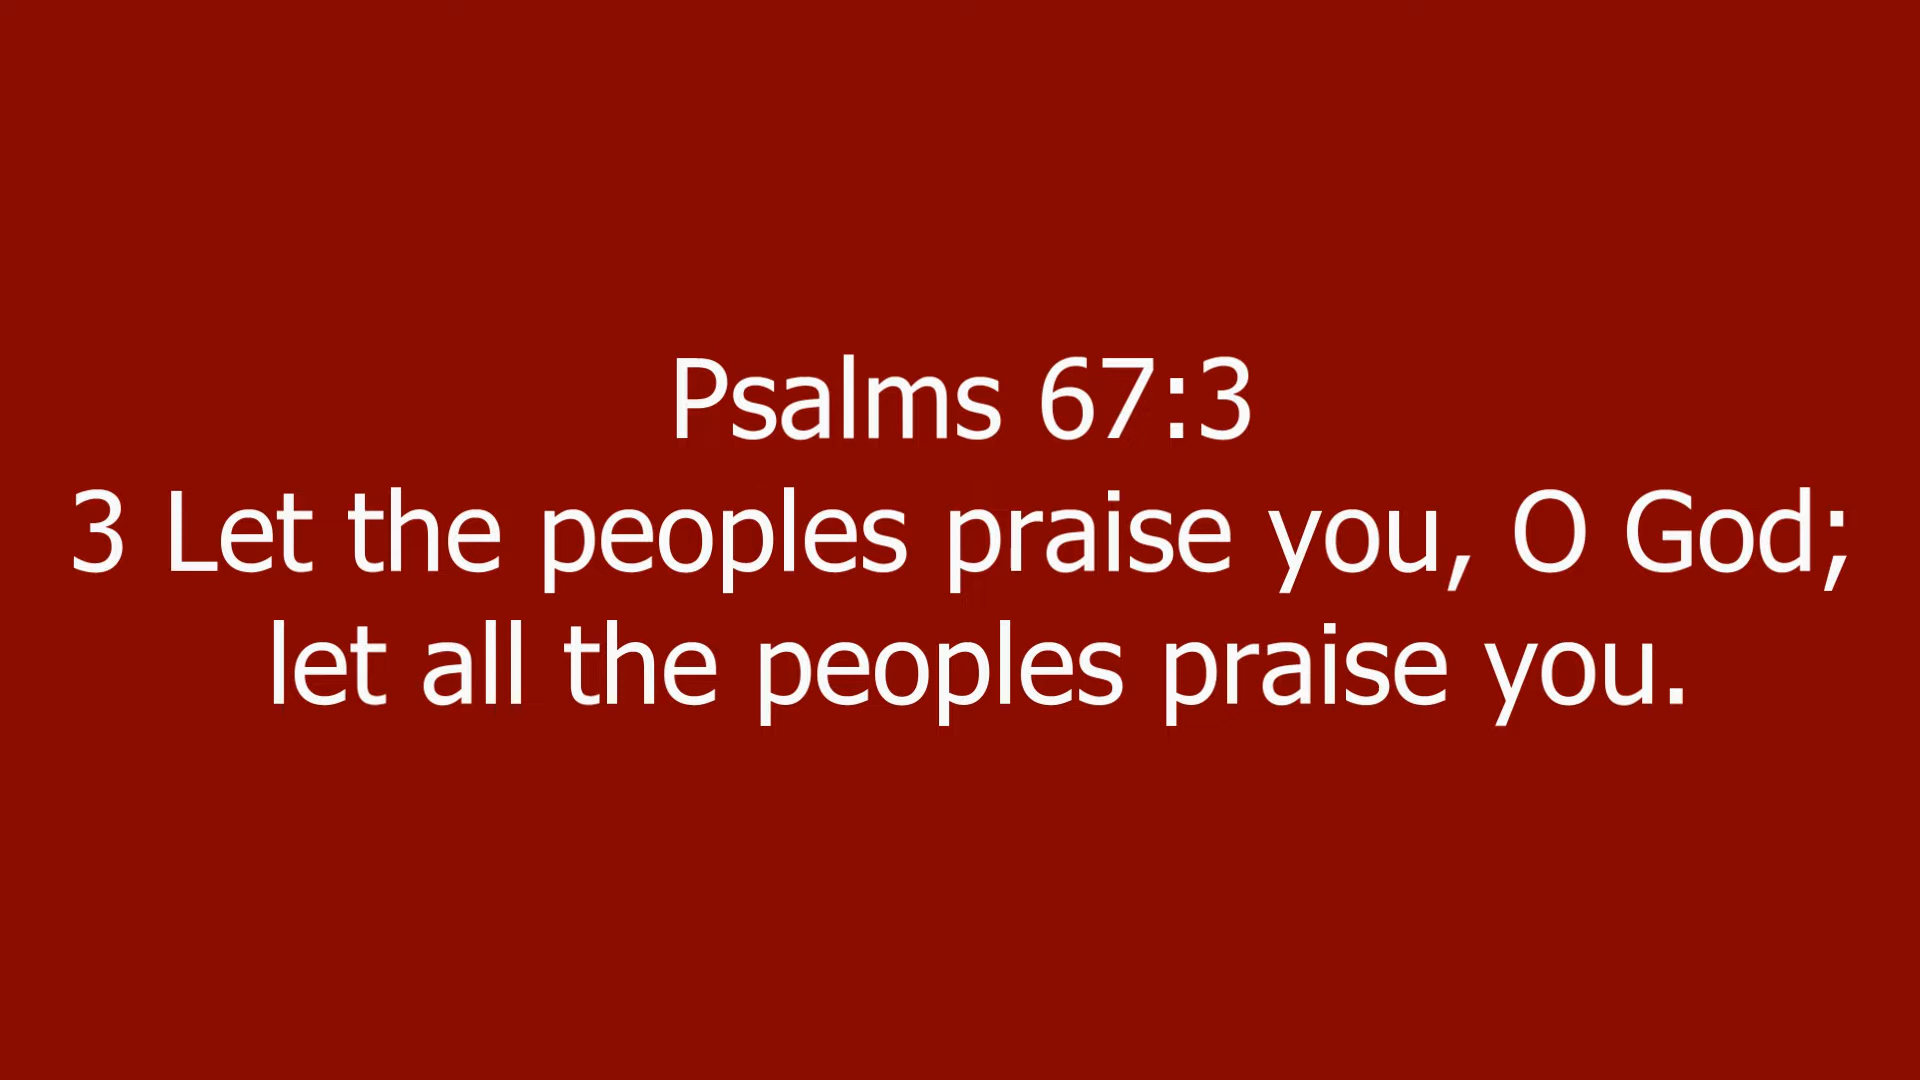 Psalms 67:3
3 Let the peoples praise you, O God;
let all the peoples praise you.